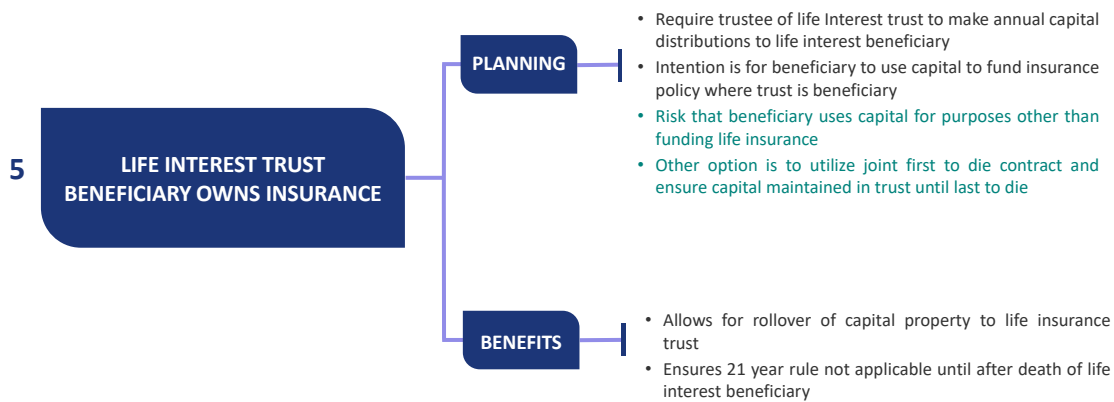 5
LIFE INTEREST TRUST
BENEFICIARY OWNS INSURANCE
PLANNING
• Require trustee of life Interest trust to make annual capital
distributions to life interest beneficiary
• Intention is for beneficiary to use capital to fund insurance
policy where trust is beneficiary
• Risk that beneficiary uses capital for purposes other than
funding life insurance
• Other option is to utilize joint first to die contract and
ensure capital maintained in trust until last to die
BENEFITS
• Allows for rollover of capital property to life insurance
trust
• Ensures 21 year rule not applicable until after death of life
interest beneficiary